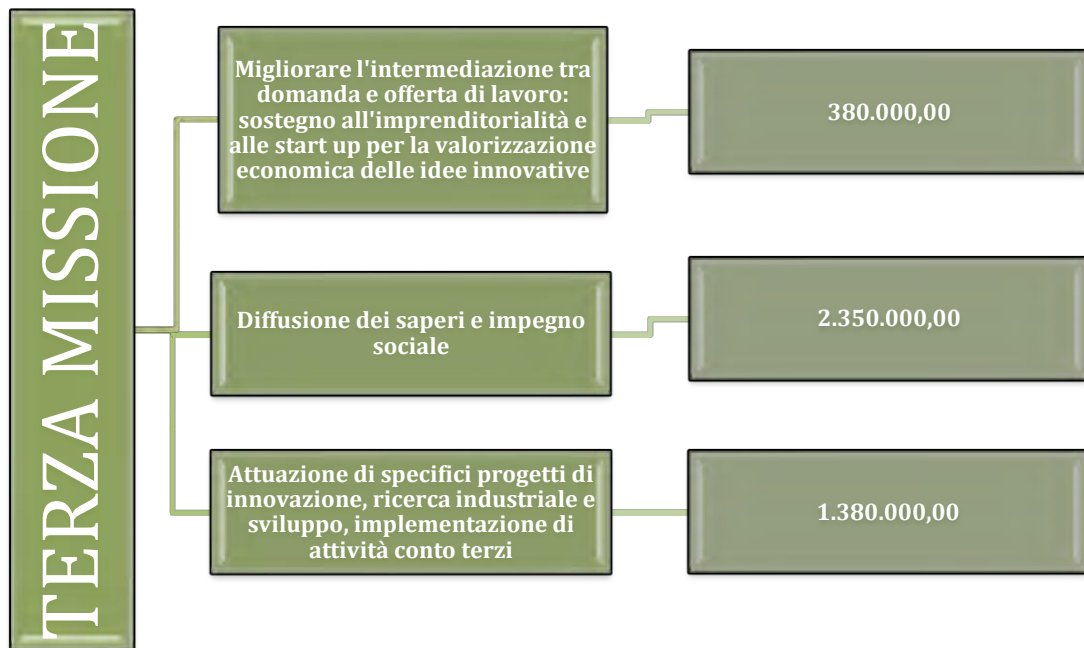 TERZA MISSIONE
Migliorare l'intermediazione tra
domanda e offerta di lavoro:
sostegno all'imprenditorialità e
alle start up per la valorizzazione
economica delle idee innovative
380.000,00
Diffusione dei saperi e impegno
sociale
2.350.000,00
Attuazione di specifici progetti di
innovazione, ricerca industriale e
sviluppo, implementazione di
attività conto terzi
1.380.000,00